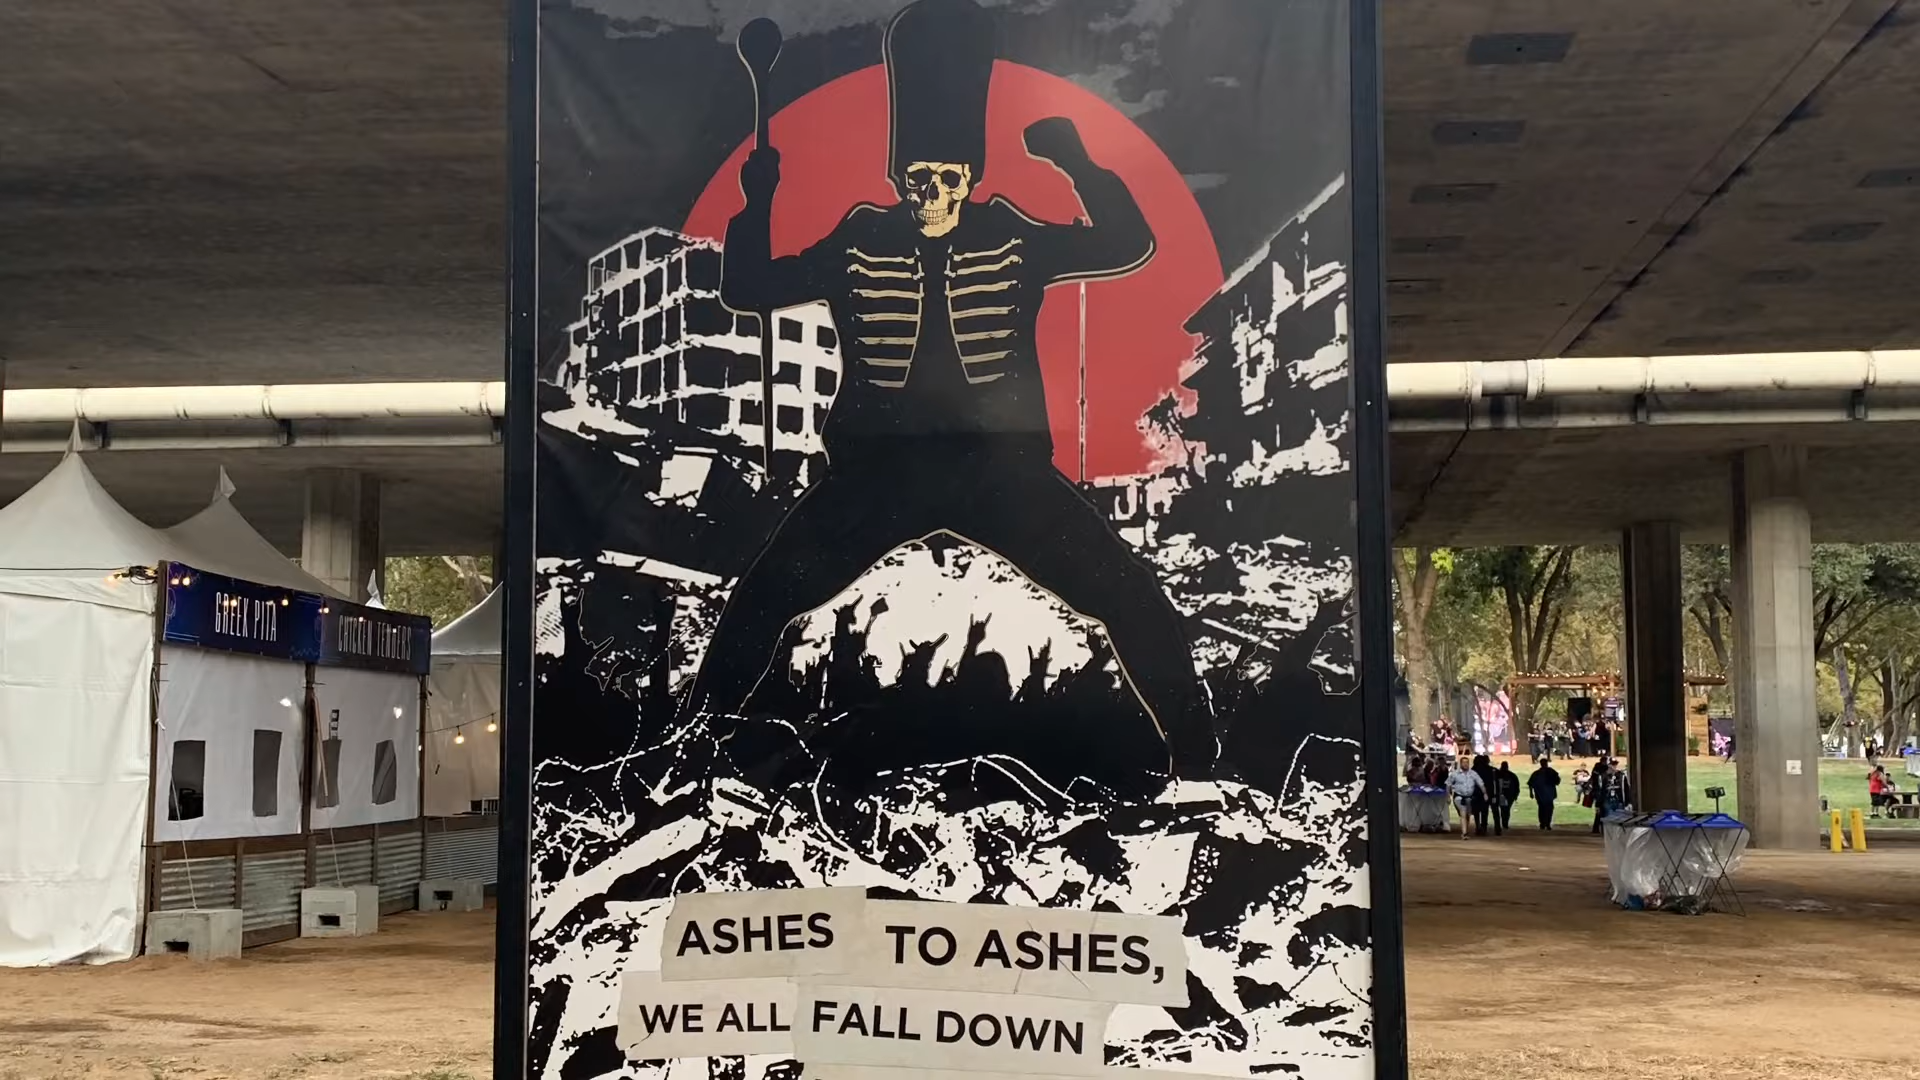 GREEK PITA
CHICKEN TENDERS
ASHES TO ASHES,
WE ALL FALL DOWN